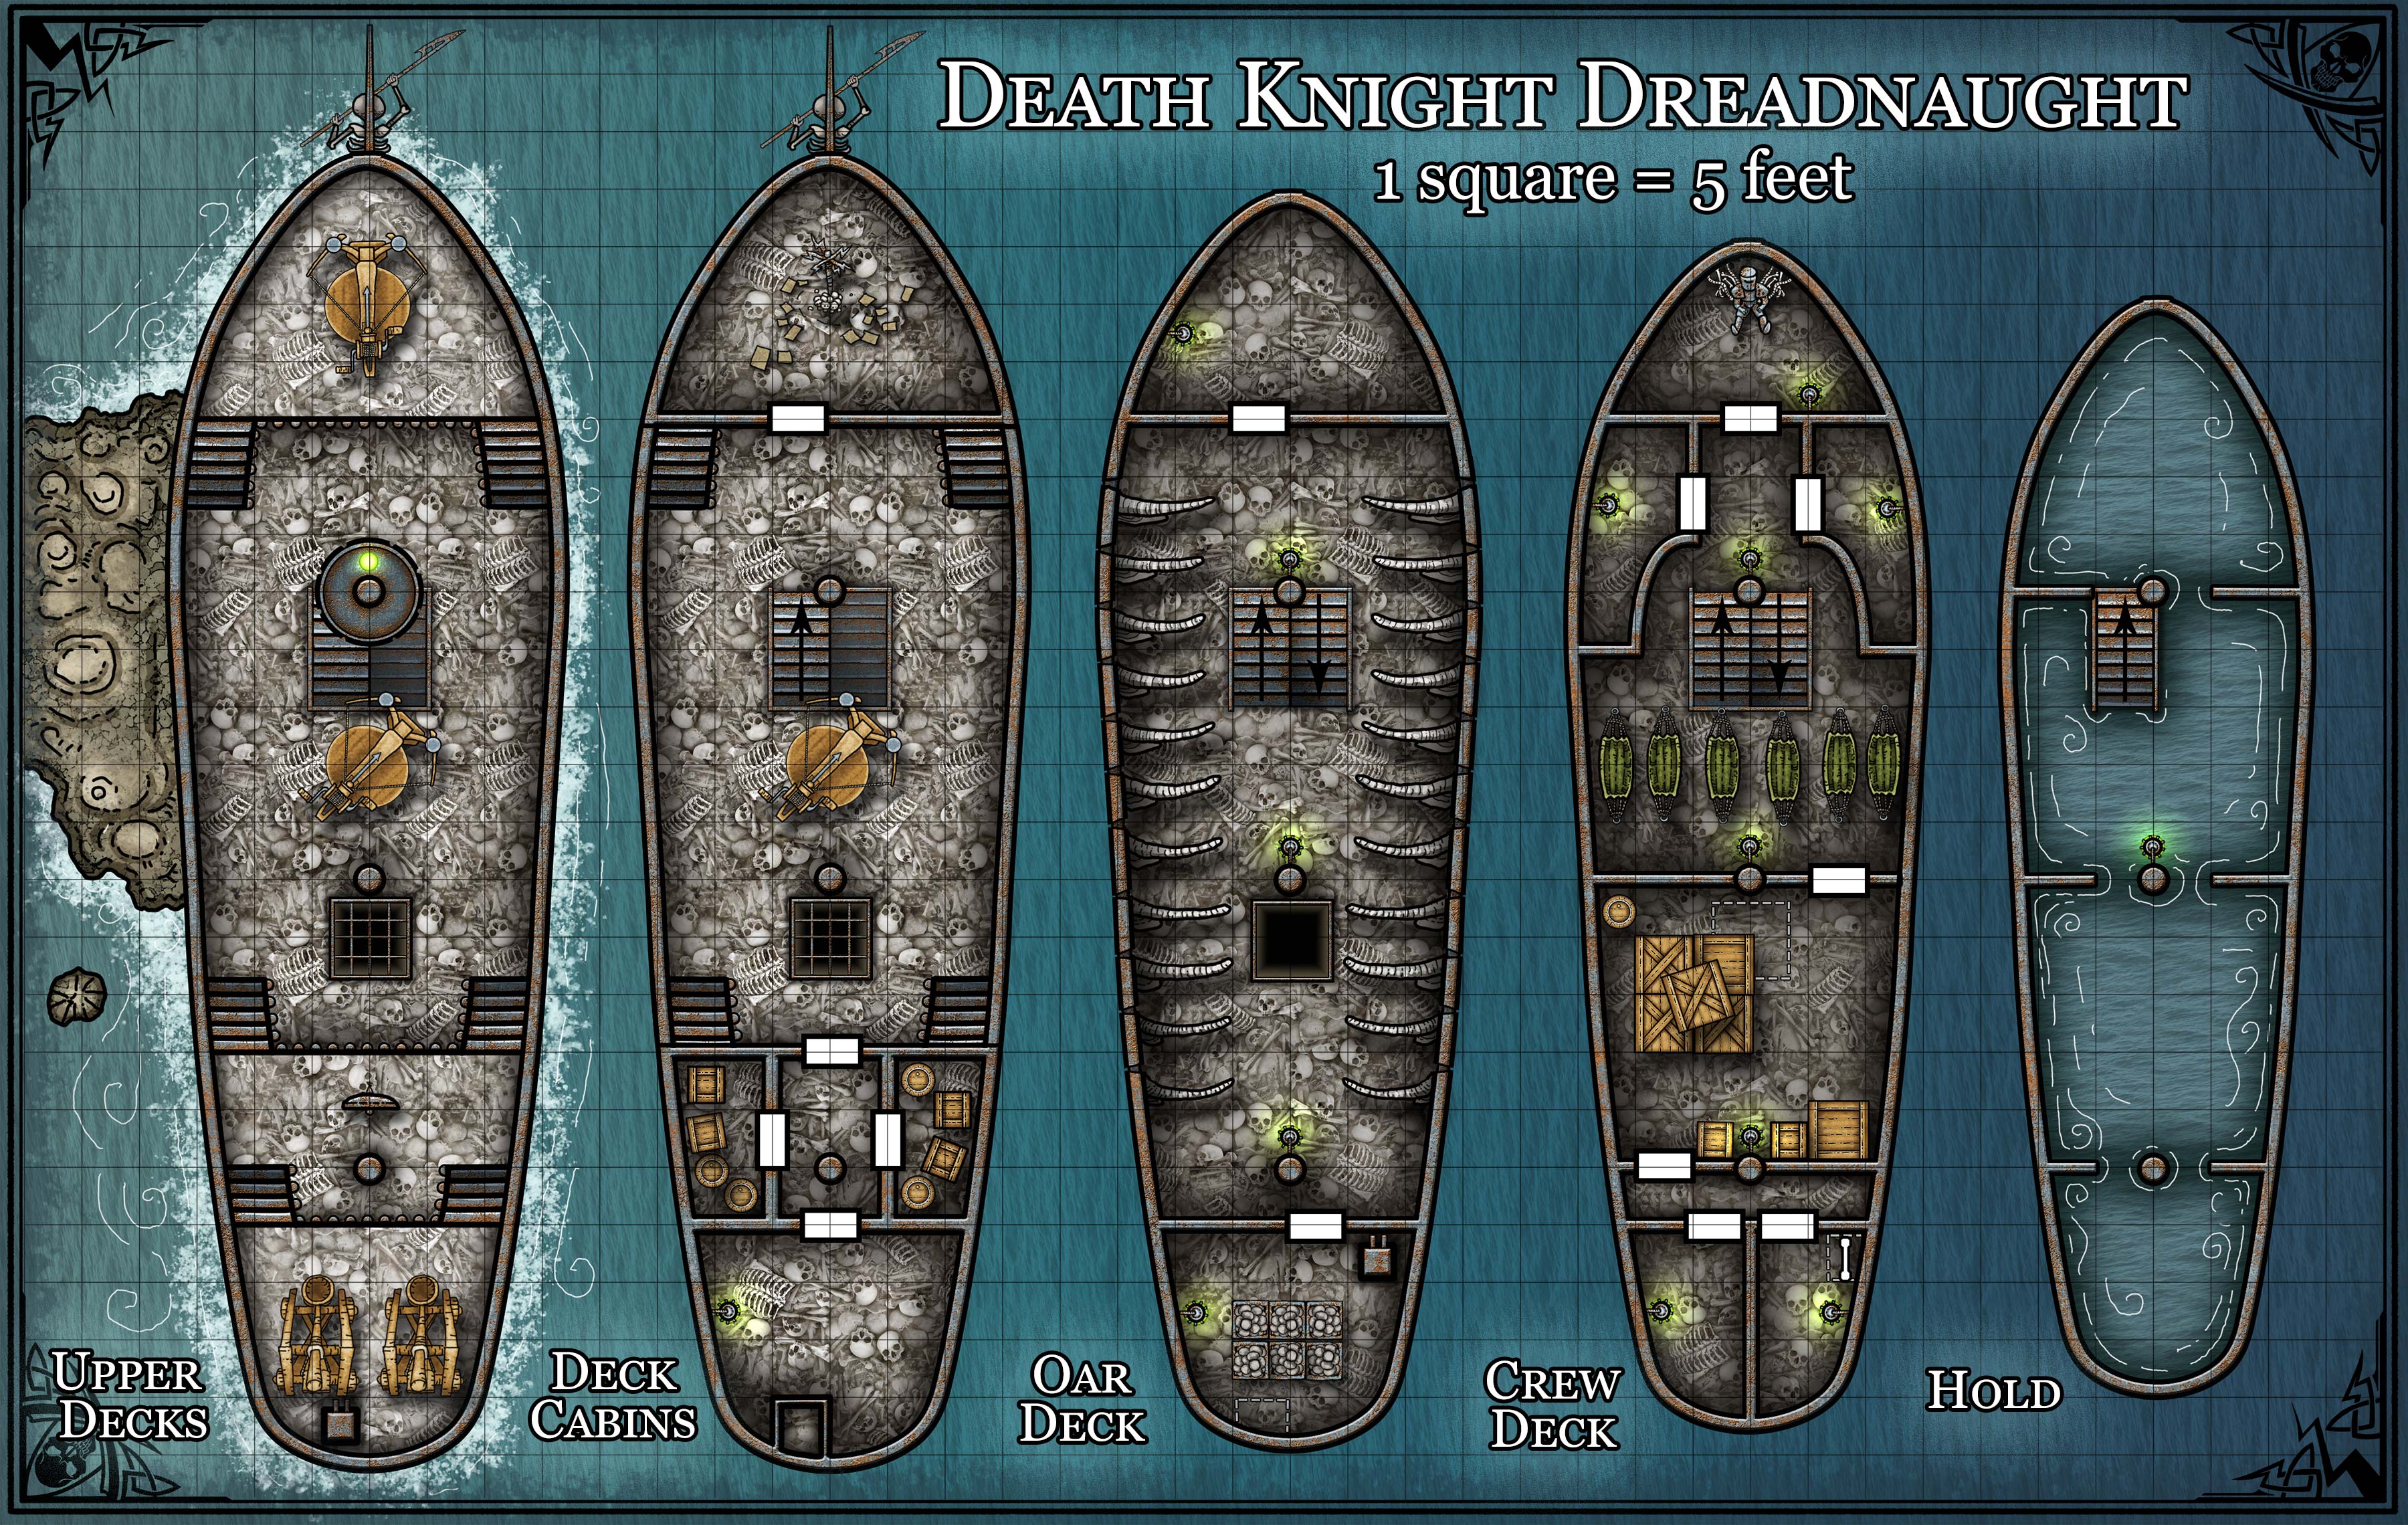 Death Knight Dreadnaught
1 square = 5 feet
Upper
Decks
Deck
Cabins
Oar
Deck
Crew
Deck
Hold